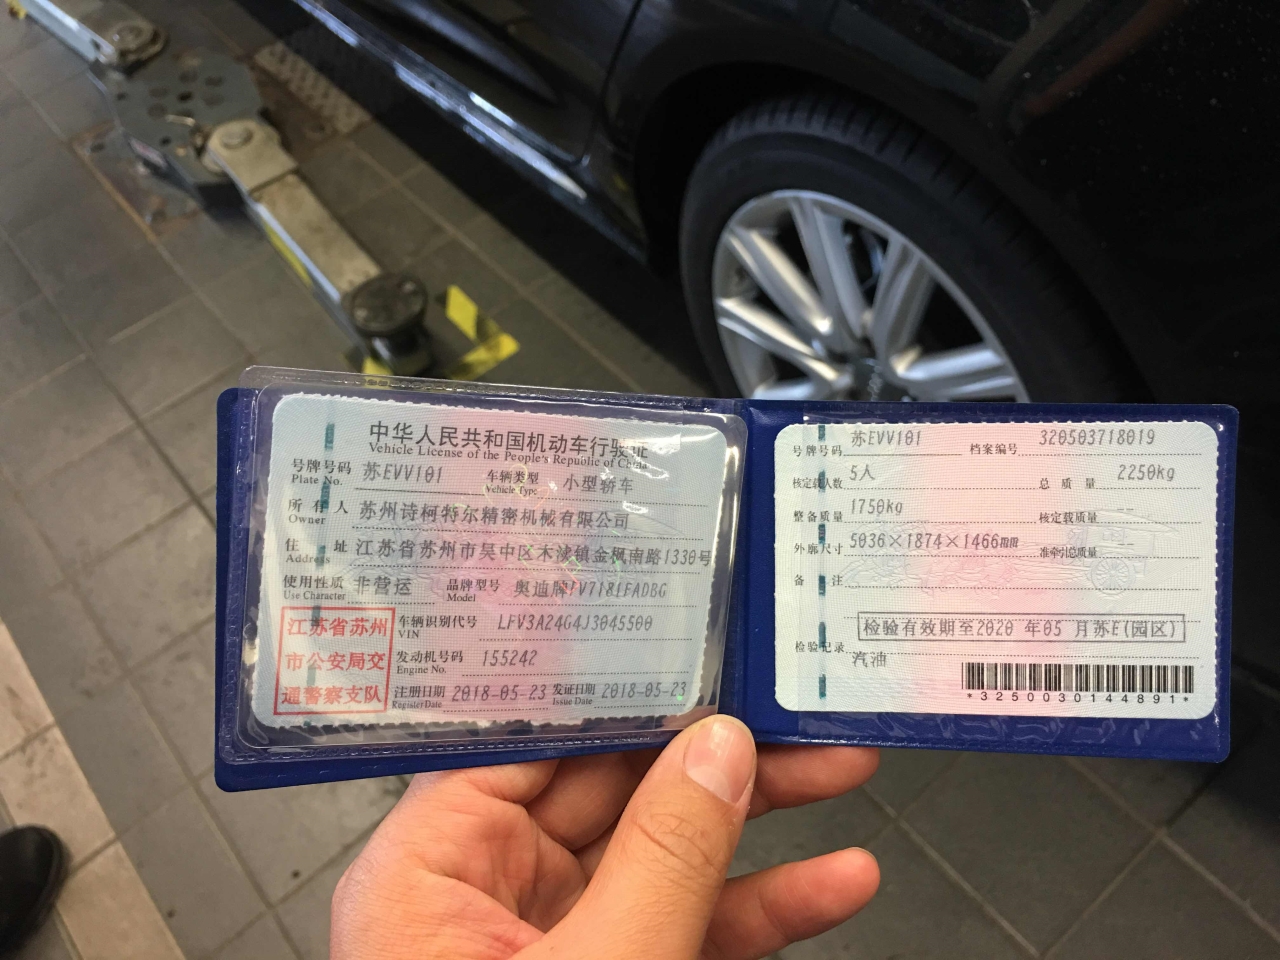 中华人民共和国机动车行驶证
Vehicle License of the People's Republic of China
号牌号码 苏EVV101 车辆类型 小型轿车
Plate No. Vehicle Type
所有人 苏州诗柯特尔精密机械有限公司
Owner
住址 江苏省苏州市吴中区木渎镇金枫南路1330号
Address
使用性质 非营运 品牌型号 奥迪牌FV7181FADBG
Use Character Model
江苏省苏州
市公安局交
通警察支队
车辆识别代号 LFV3A24G4J3045500
VIN
发动机号码 155242
Engine No.
注册日期 2018-05-23 发证日期 2018-05-23
Register Date Issue Date
号牌号码 苏EVV101 档案编号 320503718019
核定载人数 5人 总质量 2250kg
整备质量 1750kg 核定载质量 --
外廓尺寸 5036×1874×1466mm 准牵引总质量 --
备注
检验有效期至2020 年05 月苏E(园区)
检验记录
汽油
*3250030144891*